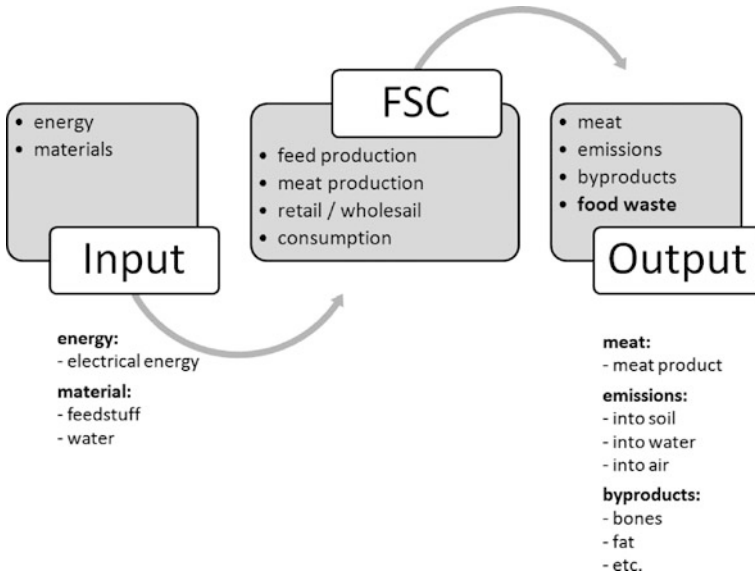 Input
• energy
• materials
energy:
- electrical energy
material:
- feedstuff
- water
FSC
• feed production
• meat production
• retail / wholesail
• consumption
Output
• meat
• emissions
• byproducts
• food waste
meat:
- meat product
emissions:
- into soil
- into water
- into air
byproducts:
- bones
- fat
- etc.